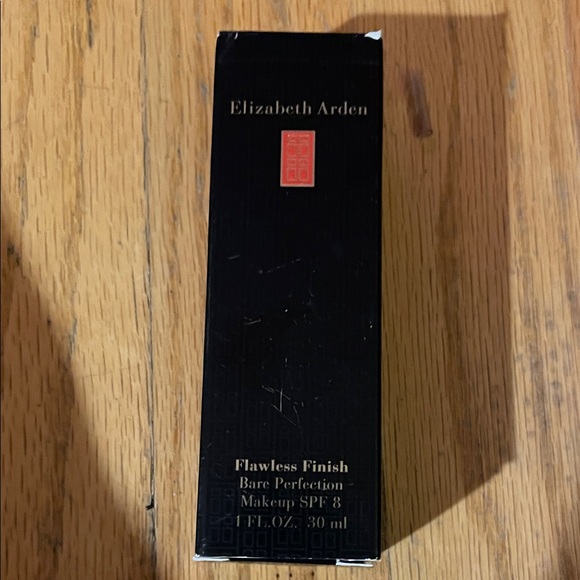 Elizabeth Arden
Flawless Finish
Bare Perfection
Makeup SPF 8
1 FL.OZ. 30 ml